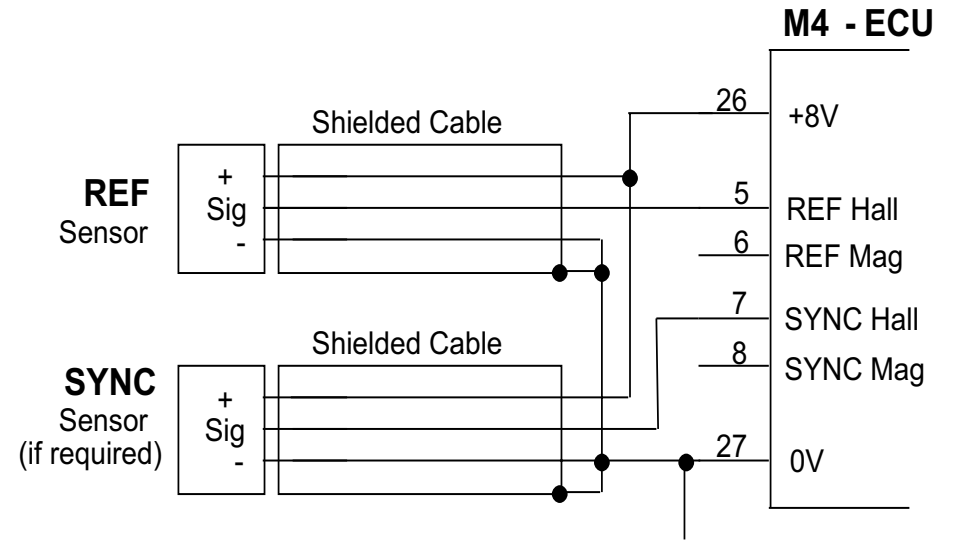 M4 - ECU
26
+8V
Shielded Cable
REF
Sensor
+
Sig
-
5
REF Hall
6
REF Mag
7
SYNC Hall
8
SYNC Mag
Shielded Cable
SYNC
Sensor
(if required)
+
Sig
-
27
0V